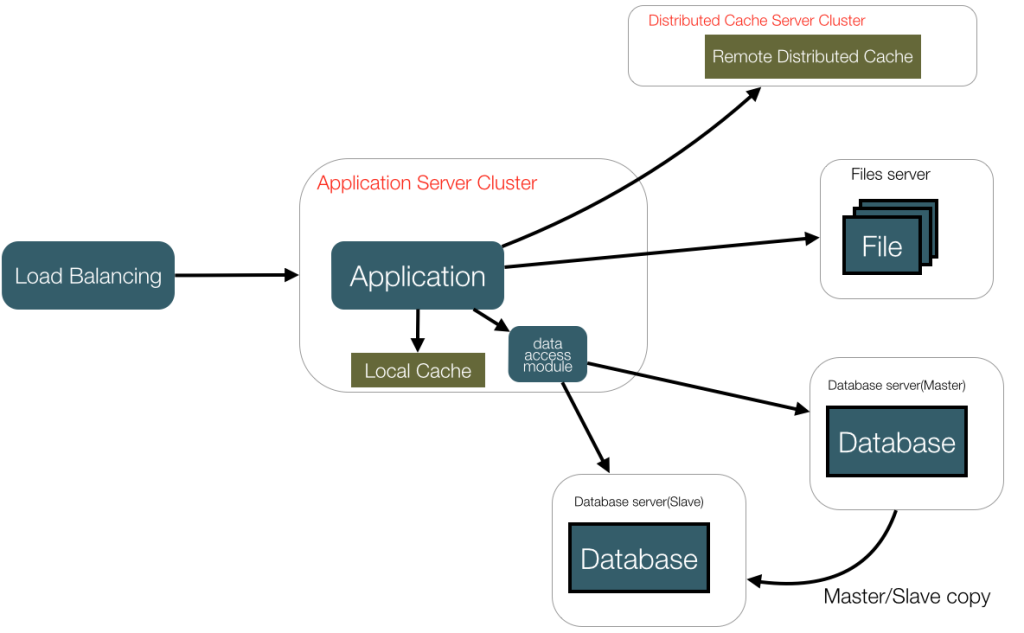 Distributed Cache Server Cluster
Remote Distributed Cache
Application Server Cluster
Files server
File
Load Balancing
Application
data
access
module
Local Cache
Database server(Master)
Database
Database server(Slave)
Database
Master/Slave copy